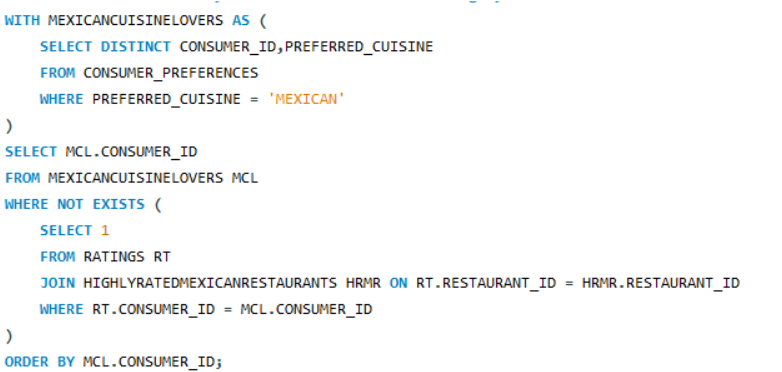 WITH MEXICANCUISINELOVERS AS (
    SELECT DISTINCT CONSUMER_ID,PREFERRED_CUISINE
    FROM CONSUMER_PREFERENCES
    WHERE PREFERRED_CUISINE = 'MEXICAN'
)
SELECT MCL.CONSUMER_ID
FROM MEXICANCUISINELOVERS MCL
WHERE NOT EXISTS (
    SELECT 1
    FROM RATINGS RT
    JOIN HIGHLYRATEDMEXICANRESTAURANTS HRMR ON RT.RESTAURANT_ID = HRMR.RESTAURANT_ID
    WHERE RT.CONSUMER_ID = MCL.CONSUMER_ID
)
ORDER BY MCL.CONSUMER_ID;